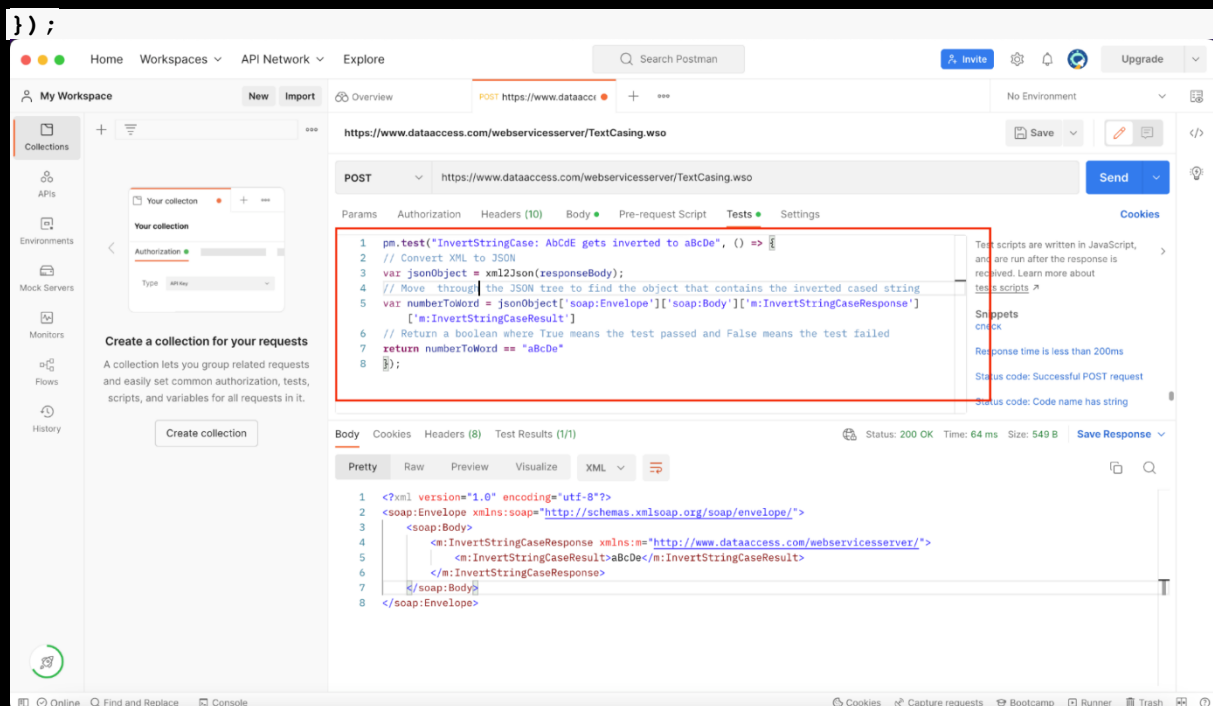 });
Home Workspaces API Network Explore Search Postman Invite Upgrade
My Workspace New Import Overview POST https://www.dataacce No Environment
Collections
APIs
Environments
Mock Servers
Monitors
Flows
History
Your collecton
Your collection
Authorization
Type API Key
Create a collection for your requests
A collection lets you group related requests
and easily set common authorization, tests,
scripts, and variables for all requests in it.
Create collection
https://www.dataaccess.com/webservicesserver/TextCasing.wso Save
POST https://www.dataaccess.com/webservicesserver/TextCasing.wso Send
Params Authorization Headers (10) Body Pre-request Script Tests Settings Cookies
1 pm.test("InvertStringCase: AbCdE gets inverted to aBcDe", () => {
2 // Convert XML to JSON
3 var jsonObject = xml2Json(responseBody);
4 // Move through the JSON tree to find the object that contains the inverted cased string
5 var numberToWord = jsonObject['soap:Envelope']['soap:Body']['m:InvertStringCaseResponse']
['m:InvertStringCaseResult']
6 // Return a boolean where True means the test passed and False means the test failed
7 return numberToWord == "aBcDe"
8 });
Test scripts are written in JavaScript,
and are run after the response is
received. Learn more about
tests scripts
Snippets
check
Response time is less than 200ms
Status code: Successful POST request
Status code: Code name has string
Body Cookies Headers (8) Test Results (1/1) Status: 200 OK Time: 64 ms Size: 549 B Save Response
Pretty Raw Preview Visualize XML
1 <?xml version="1.0" encoding="utf-8"?>
2 <soap:Envelope xmlns:soap="http://schemas.xmlsoap.org/soap/envelope/">
3 <soap:Body>
4 <m:InvertStringCaseResponse xmlns:m="http://www.dataaccess.com/webservicesserver/">
5 <m:InvertStringCaseResult>aBcDe</m:InvertStringCaseResult>
6 </m:InvertStringCaseResponse>
7 </soap:Body>
8 </soap:Envelope>
Online Find and Replace Console Cookies Capture requests Bootcamp Runner Trash